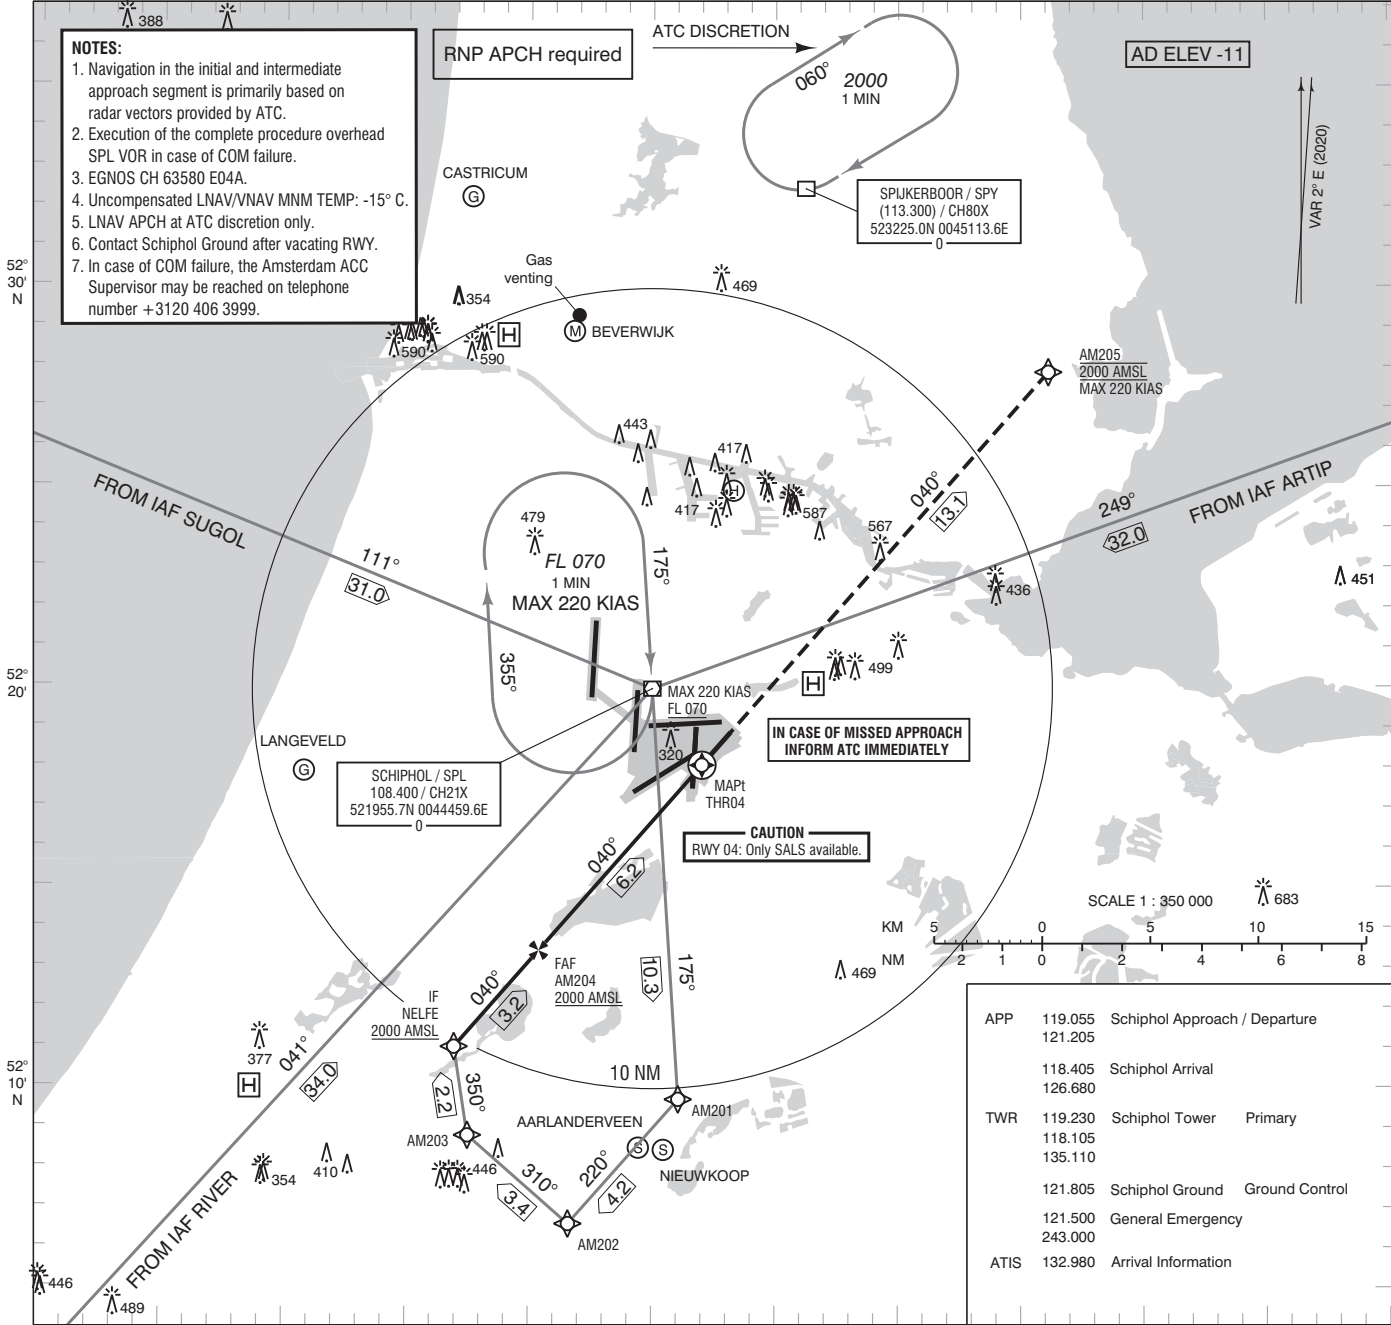 388
NOTES:
1. Navigation in the initial and intermediate
approach segment is primarily based on
radar vectors provided by ATC.
2. Execution of the complete procedure overhead
SPL VOR in case of COM failure.
3. EGNOS CH 63580 E04A.
4. Uncompensated LNAV/VNAV MNM TEMP: -15° C.
5. LNAV APCH at ATC discretion only.
6. Contact Schiphol Ground after vacating RWY.
7. In case of COM failure, the Amsterdam ACC
Supervisor may be reached on telephone
number +3120 406 3999.
RNP APCH required
ATC DISCRETION
060°
2000
1 MIN
AD ELEV -11
VAR 2° E (2020)
CASTRICUM
G
SPIJKERBOOR / SPY
(113.300) / CH80X
523225.0N 0045113.6E
0
52°
30'
N
Gas
venting
469
354
M BEVERWIJK
H
590
590
AM205
2000 AMSL
MAX 220 KIAS
443
417
417
H
587
567
040°
13.1
249°
32.0
FROM IAF ARTIP
FROM IAF SUGOL
111°
31.0
479
FL 070
1 MIN
MAX 220 KIAS
175°
355°
436
451
499
H
52°
20'
MAX 220 KIAS
FL 070
320
IN CASE OF MISSED APPROACH
INFORM ATC IMMEDIATELY
LANGEVELD
G
SCHIPHOL / SPL
108.400 / CH21X
521955.7N 0044459.6E
0
MAPt
THR04
CAUTION
RWY 04: Only SALS available.
040°
6.2
SCALE 1 : 350 000
683
KM 5 0 5 10 15
NM 2 1 0 2 4 6 8
469
FAF
AM204
2000 AMSL
10.3
175°
IF
NELFE
2000 AMSL
040°
3.2
377
H
041°
34.0
52°
10'
N
10 NM
350°
2.2
AM201
AARLANDERVEEN
S
S
NIEUWKOOP
AM203
446
310°
3.4
220°
4.2
AM202
410
354
FROM IAF RIVER
446
489
APP 119.055 Schiphol Approach / Departure
121.205
118.405 Schiphol Arrival
126.680
TWR 119.230 Schiphol Tower Primary
118.105
135.110
121.805 Schiphol Ground Ground Control
121.500 General Emergency
243.000
ATIS 132.980 Arrival Information